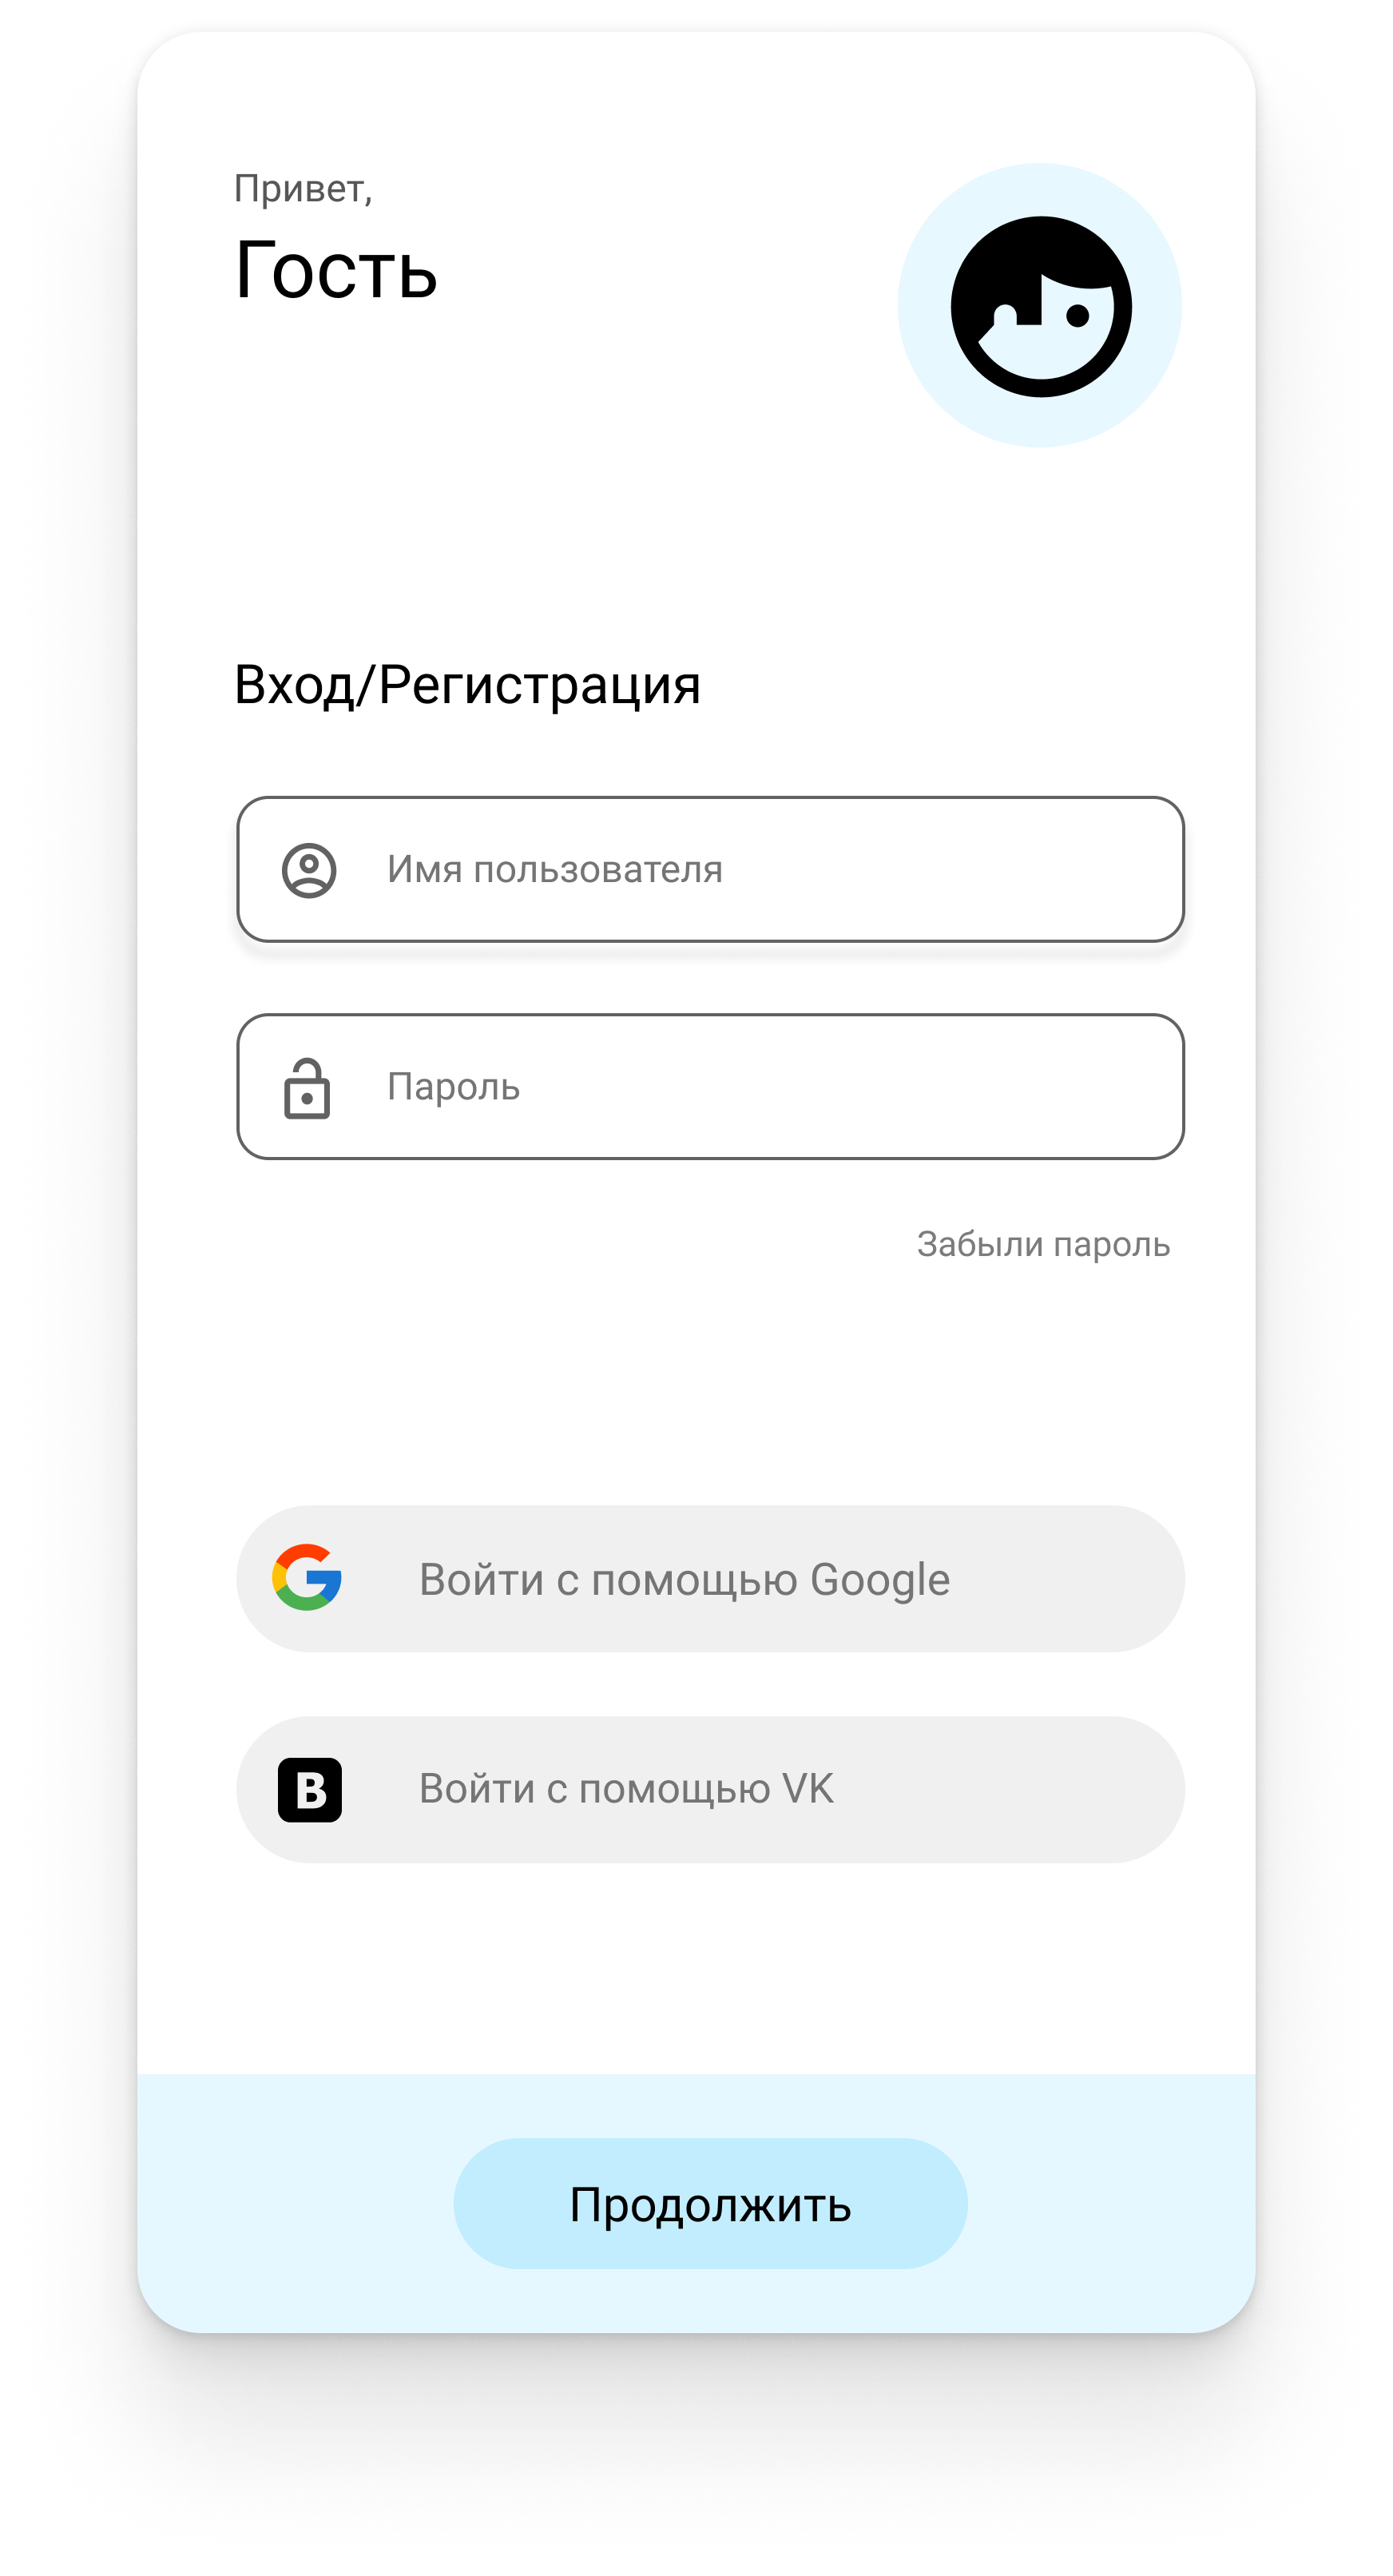 Привет,
Гость
Вход/Регистрация
Имя пользователя
Пароль
Забыли пароль
Войти с помощью Google
B Войти с помощью VK
Продолжить